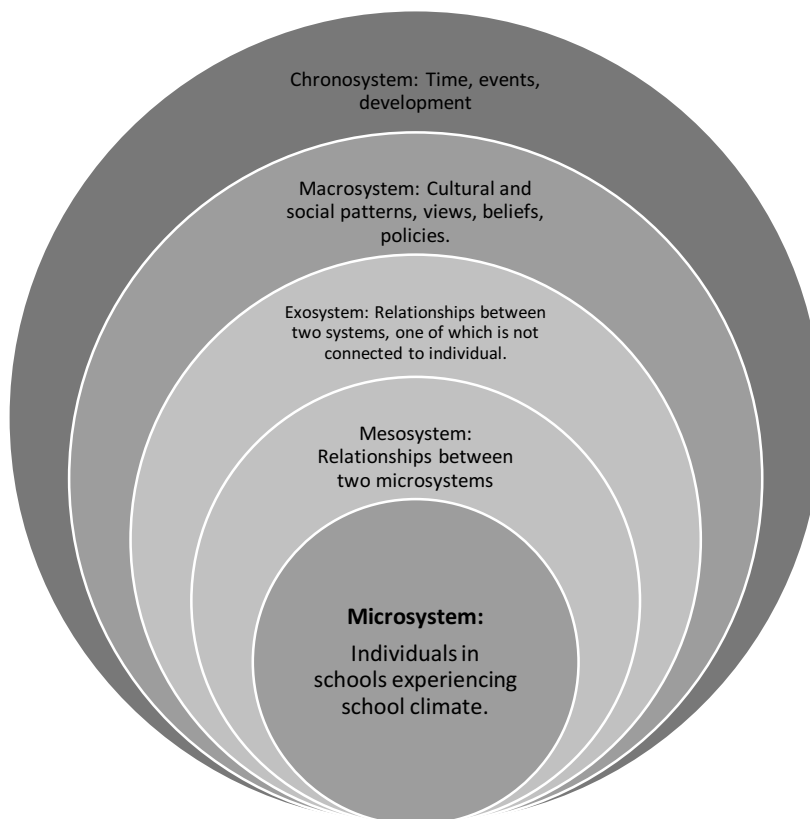 Chronosystem: Time, events,
development
Macrosystem: Cultural and
social patterns, views, beliefs,
policies.
Exosystem: Relationships between
two systems, one of which is not
connected to individual.
Mesosystem:
Relationships between
two microsystems
Microsystem:
Individuals in
schools experiencing
school climate.